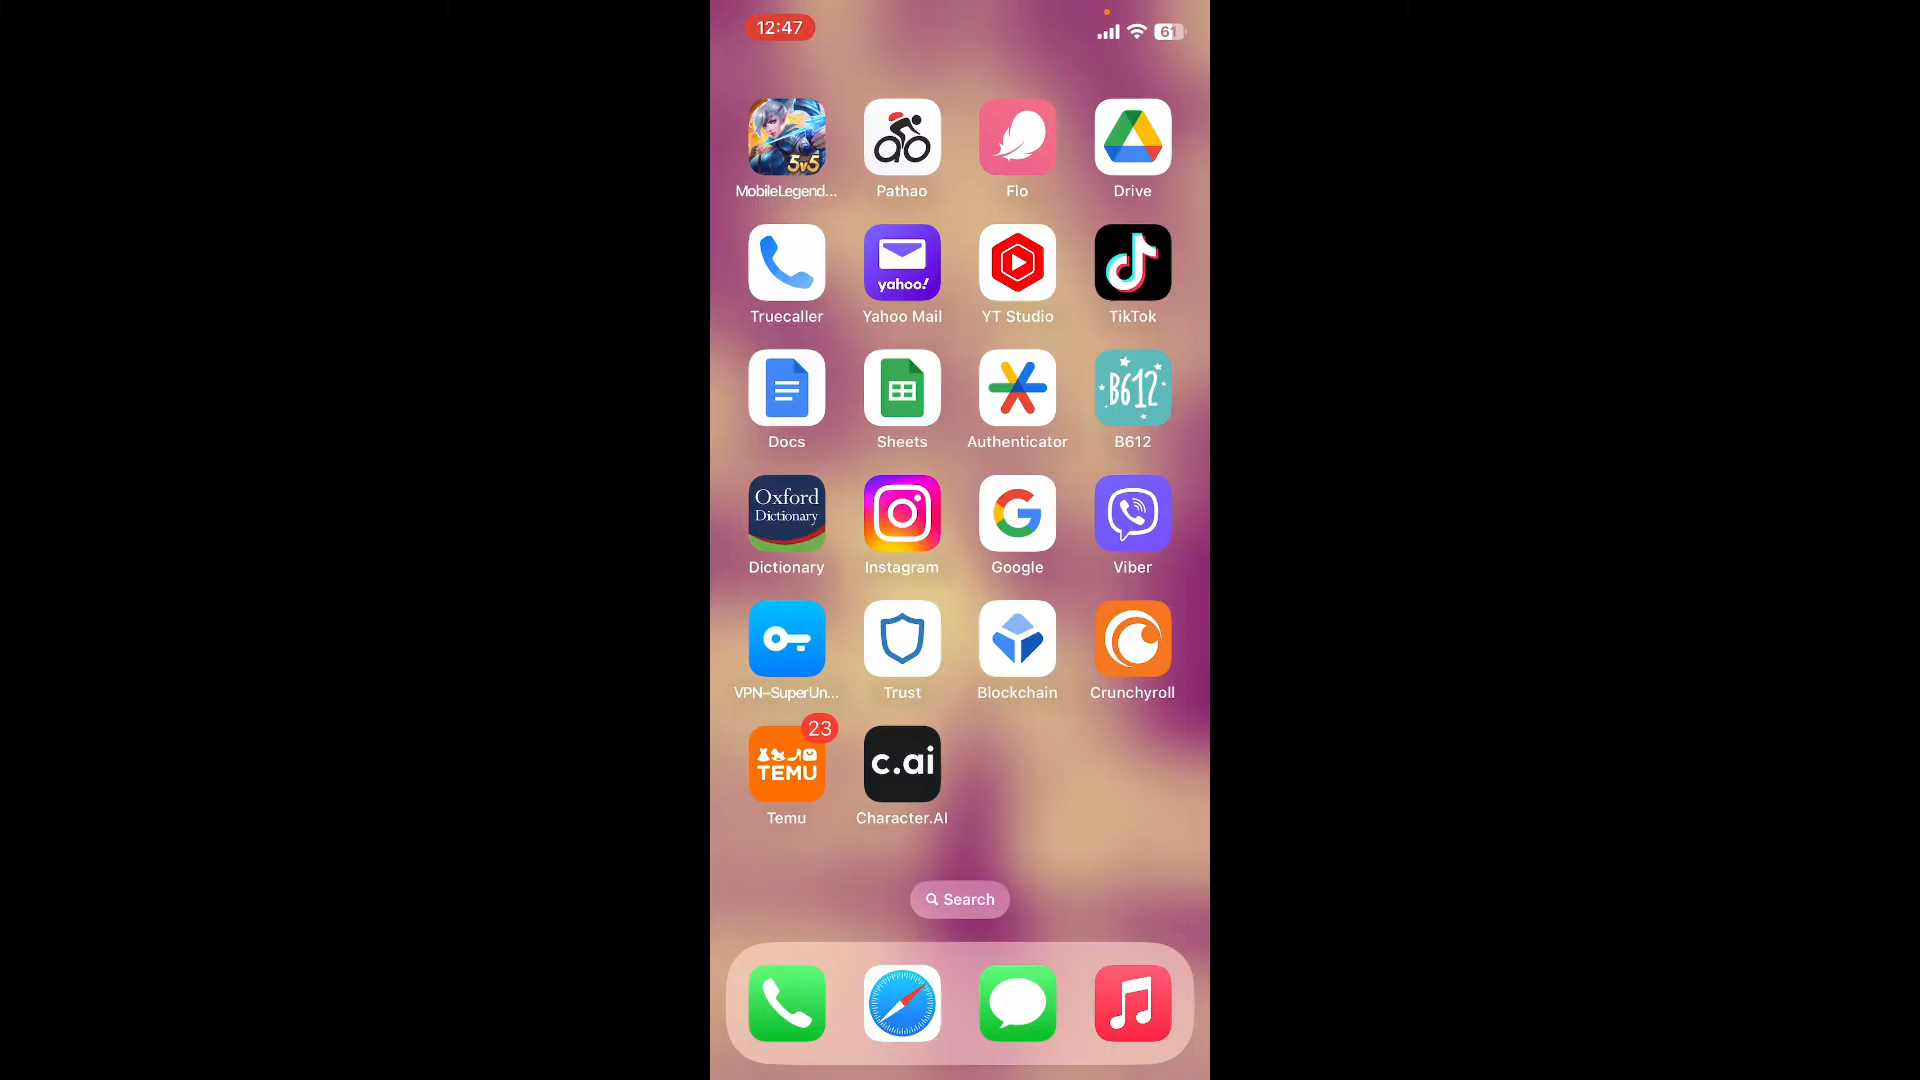 12:47
61
5v5
MobileLegend...
Pathao
Flo
Drive
yahoo!
Truecaller
Yahoo Mail
YT Studio
TikTok
B612
Docs
Sheets
Authenticator
B612
Oxford
Dictionary
Dictionary
Instagram
Google
Viber
VPN–SuperUn...
Trust
Blockchain
Crunchyroll
23
TEMU
c.ai
Temu
Character.AI
Search